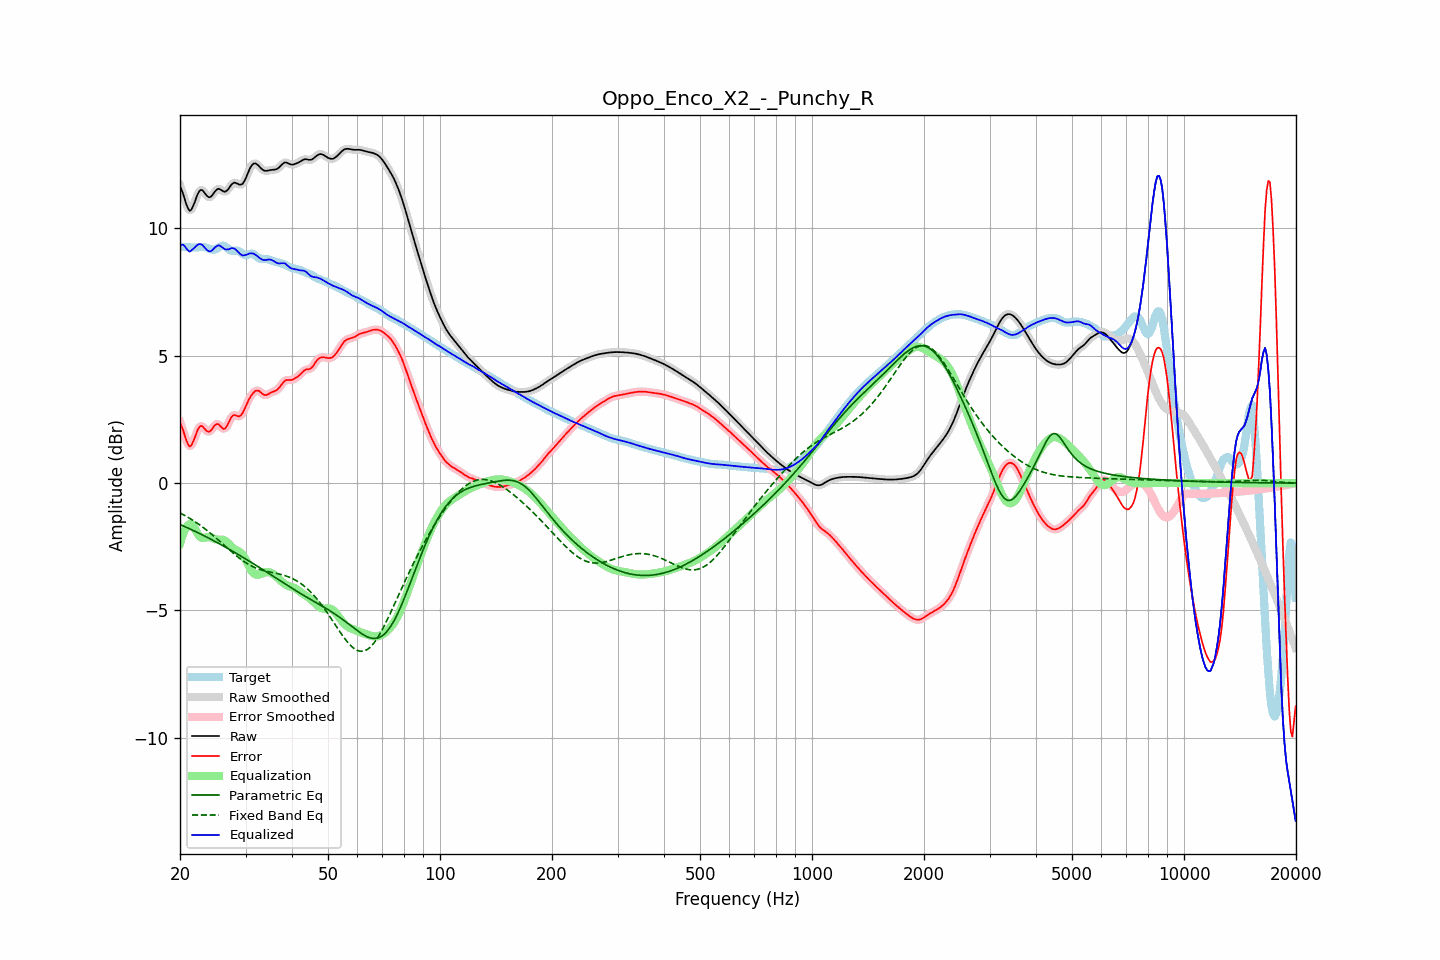 Oppo_Enco_X2_-_Punchy_R
Amplitude (dBr)
10
5
0
−5
−10
Target
Raw Smoothed
Error Smoothed
Raw
Error
Equalization
Parametric Eq
Fixed Band Eq
Equalized
20 50 100 200 500 1000 2000 5000 10000 20000
Frequency (Hz)